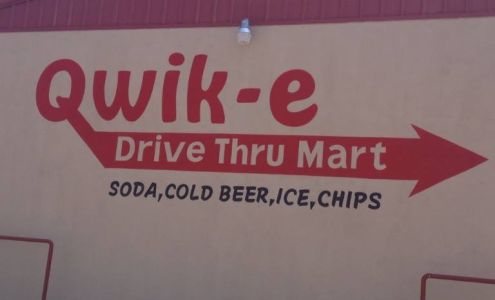 Qwik-e
Drive Thru Mart
SODA,COLD BEER,ICE,CHIPS